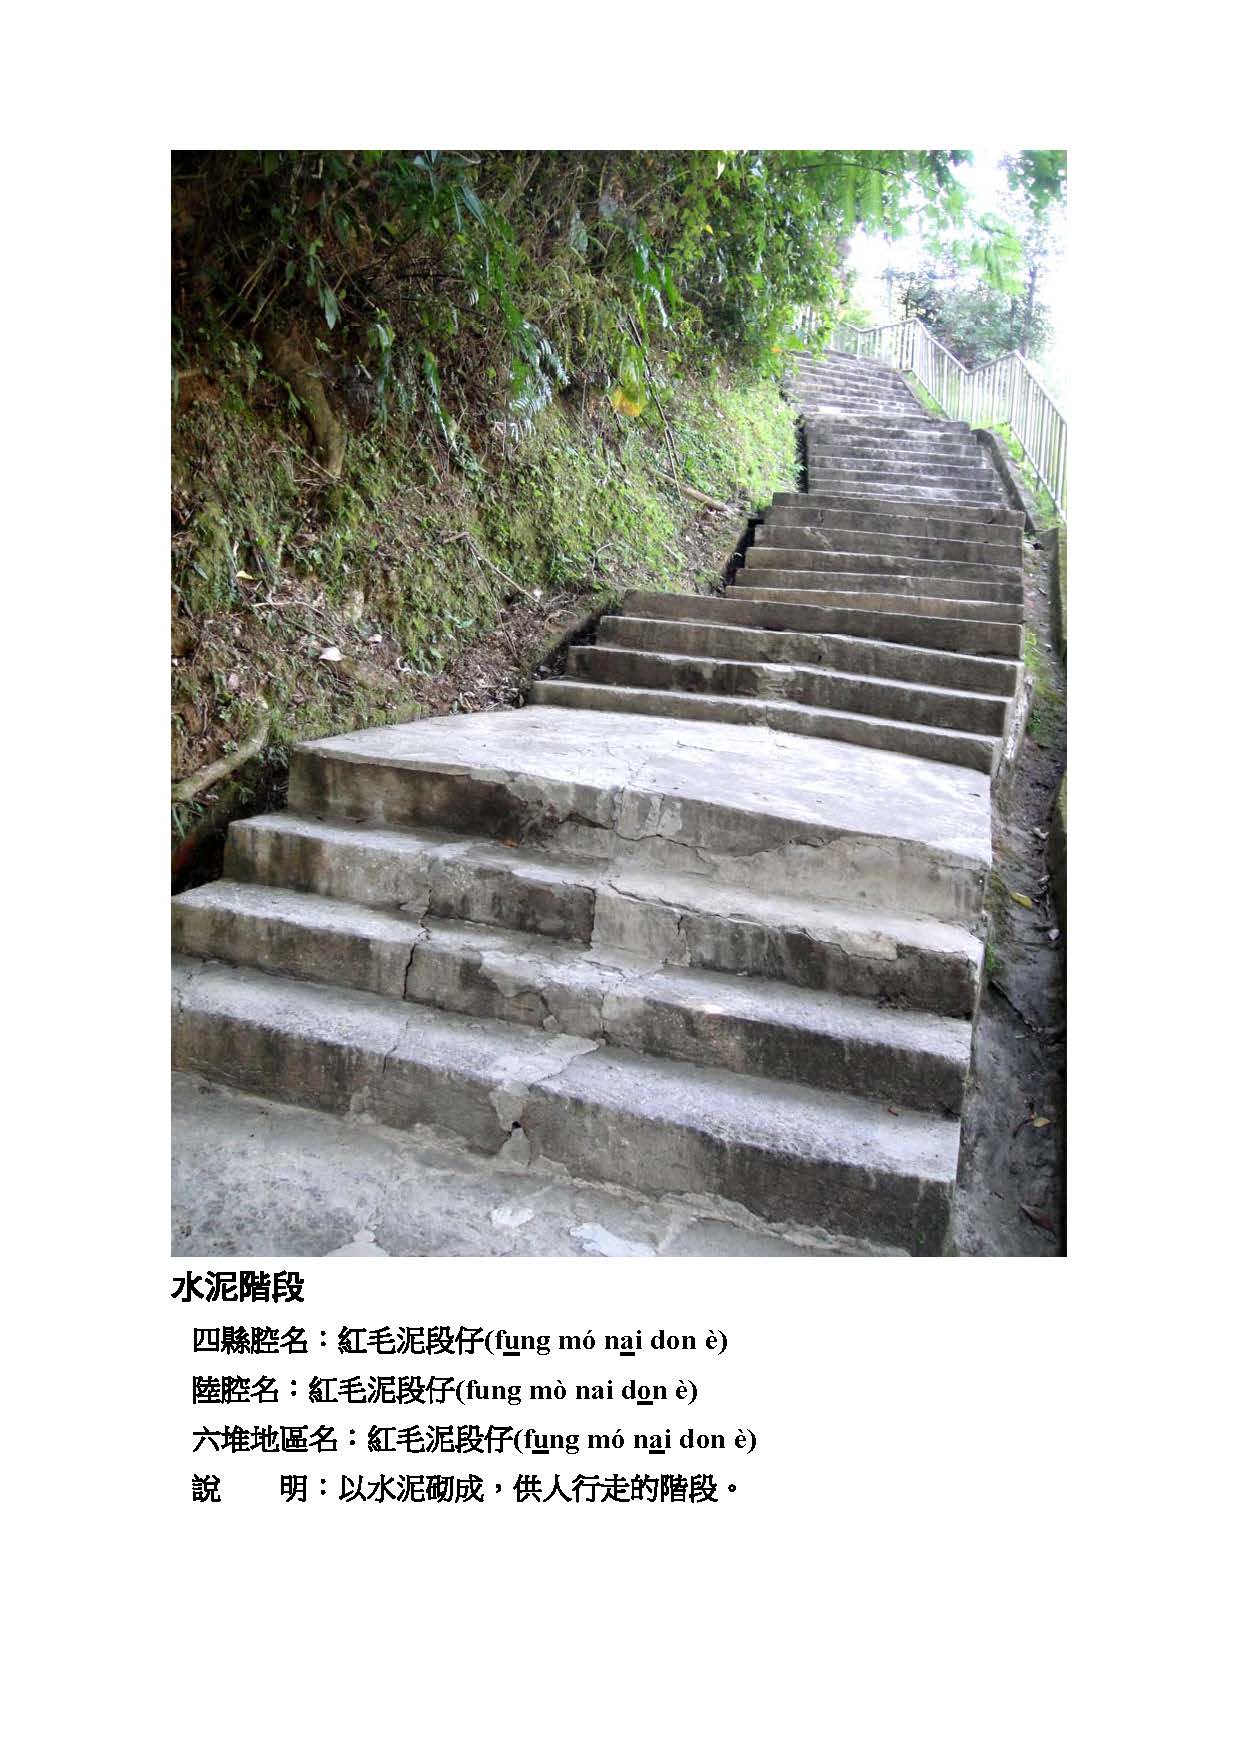 水泥階段
四縣腔名：紅毛泥段仔(fung mó nai don è)
陸腔名：紅毛泥段仔(fung mò nai don è)
六堆地區名：紅毛泥段仔(fung mó nai don è)
說　　明：以水泥砌成，供人行走的階段。